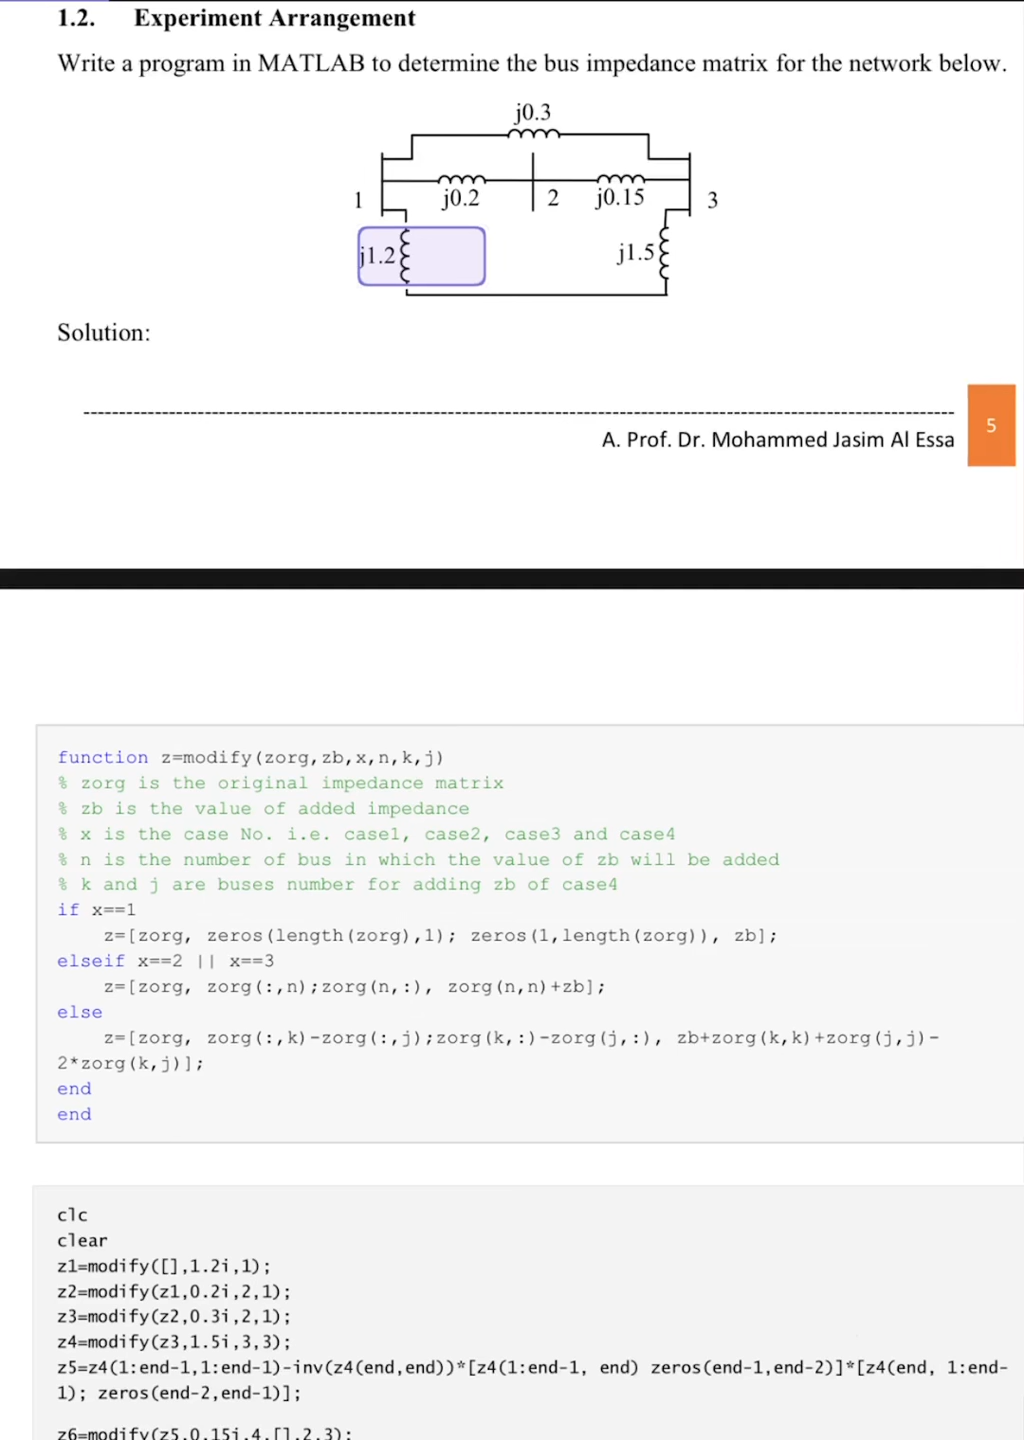 1.2. Experiment Arrangement
Write a program in MATLAB to determine the bus impedance matrix for the network below.
j0.3
1 j0.2 2 j0.15 3
j1.2 j1.5
Solution:
A. Prof. Dr. Mohammed Jasim Al Essa
5
function z=modify(zorg,zb,x,n,k,j)
% zorg is the original impedance matrix
% zb is the value of added impedance
% x is the case No. i.e. case1, case2, case3 and case4
% n is the number of bus in which the value of zb will be added
% k and j are buses number for adding zb of case4
if x==1
z=[zorg, zeros(length(zorg),1); zeros(1,length(zorg)), zb];
elseif x==2 || x==3
z=[zorg, zorg(:,n);zorg(n,:), zorg(n,n)+zb];
else
z=[zorg, zorg(:,k)-zorg(:,j);zorg(k,:)-zorg(j,:), zb+zorg(k,k)+zorg(j,j)-
2*zorg(k,j)];
end
end
clc
clear
z1=modify([],1.2i,1);
z2=modify(z1,0.2i,2,1);
z3=modify(z2,0.3i,2,1);
z4=modify(z3,1.5i,3,3);
z5=z4(1:end-1,1:end-1)-inv(z4(end,end))*[z4(1:end-1, end) zeros(end-1,end-2)]*[z4(end, 1:end-
1); zeros(end-2,end-1)];
z6=modify(z5,0.15i,4,[],2,3);